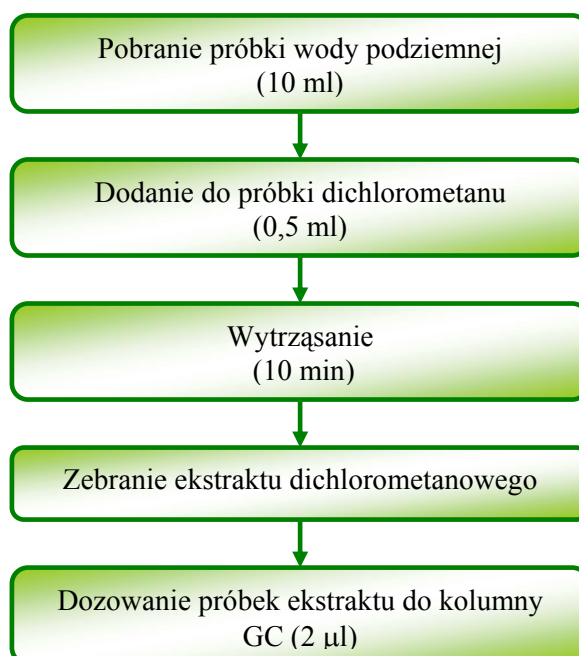 Pobranie próbki wody podziemnej
(10 ml)
Dodanie do próbki dichlorometanu
(0,5 ml)
Wytrząsanie
(10 min)
Zebranie ekstraktu dichlorometanowego
Dozowanie próbek ekstraktu do kolumny
GC (2 μl)